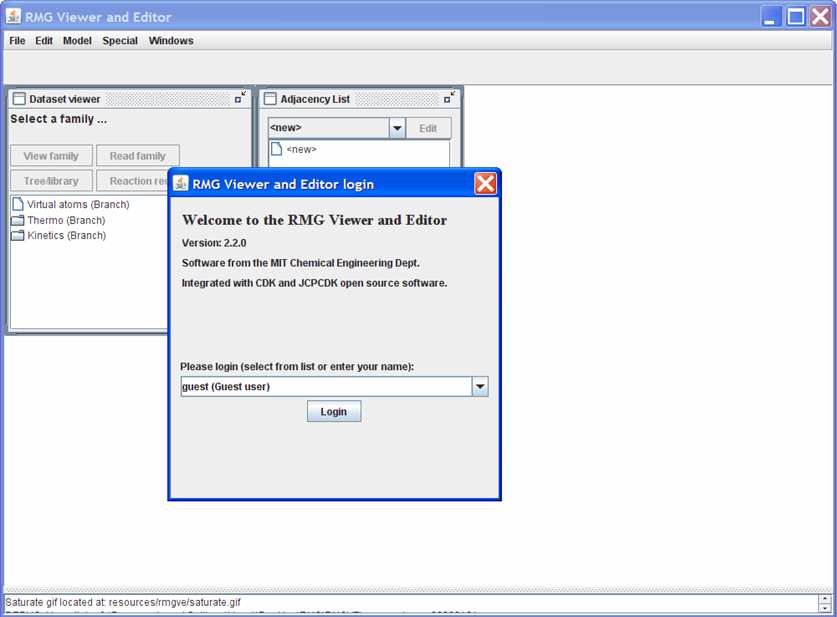 RMG Viewer and Editor
File Edit Model Special Windows
Dataset viewer
Select a family ...
View family Read family
Tree/library Reaction
Virtual atoms (Branch)
Thermo (Branch)
Kinetics (Branch)
Adjacency List
<new> Edit
<new>
RMG Viewer and Editor login
Welcome to the RMG Viewer and Editor
Version: 2.2.0
Software from the MIT Chemical Engineering Dept.
Integrated with CDK and JCPCDK open source software.
Please login (select from list or enter your name):
guest (Guest user)
Login
Saturate gif located at: resources/rmgve/saturate.gif